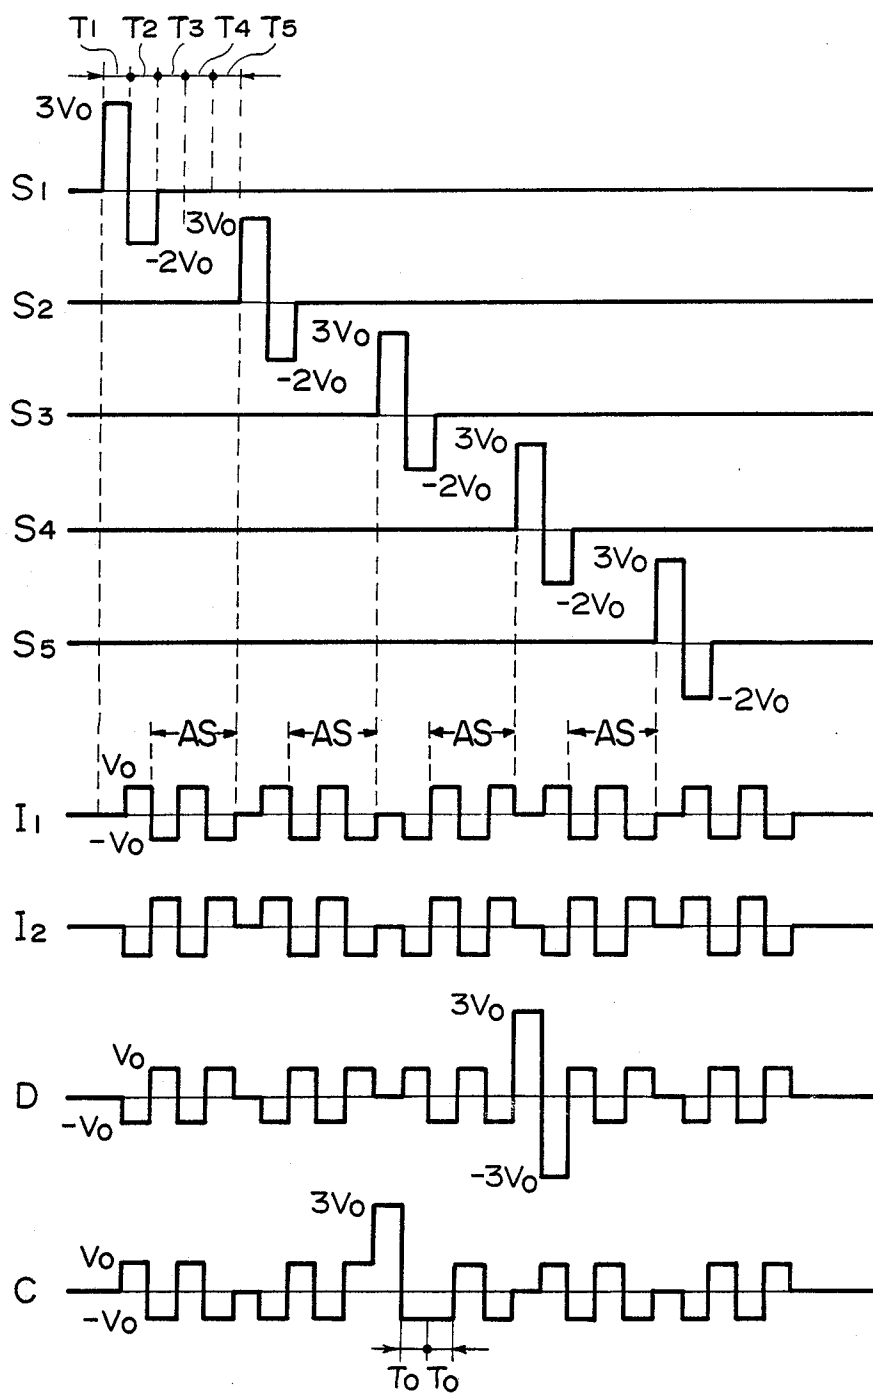 T1 T2 T3 T4 T5
3Vo
S1
3Vo
-2Vo
S2
3Vo
-2Vo
S3
3Vo
-2Vo
S4
3Vo
-2Vo
S5
-2Vo
AS AS AS AS
Vo
I1
-Vo
I2
3Vo
Vo
D
-Vo
-3Vo
3Vo
Vo
C
-Vo
To To